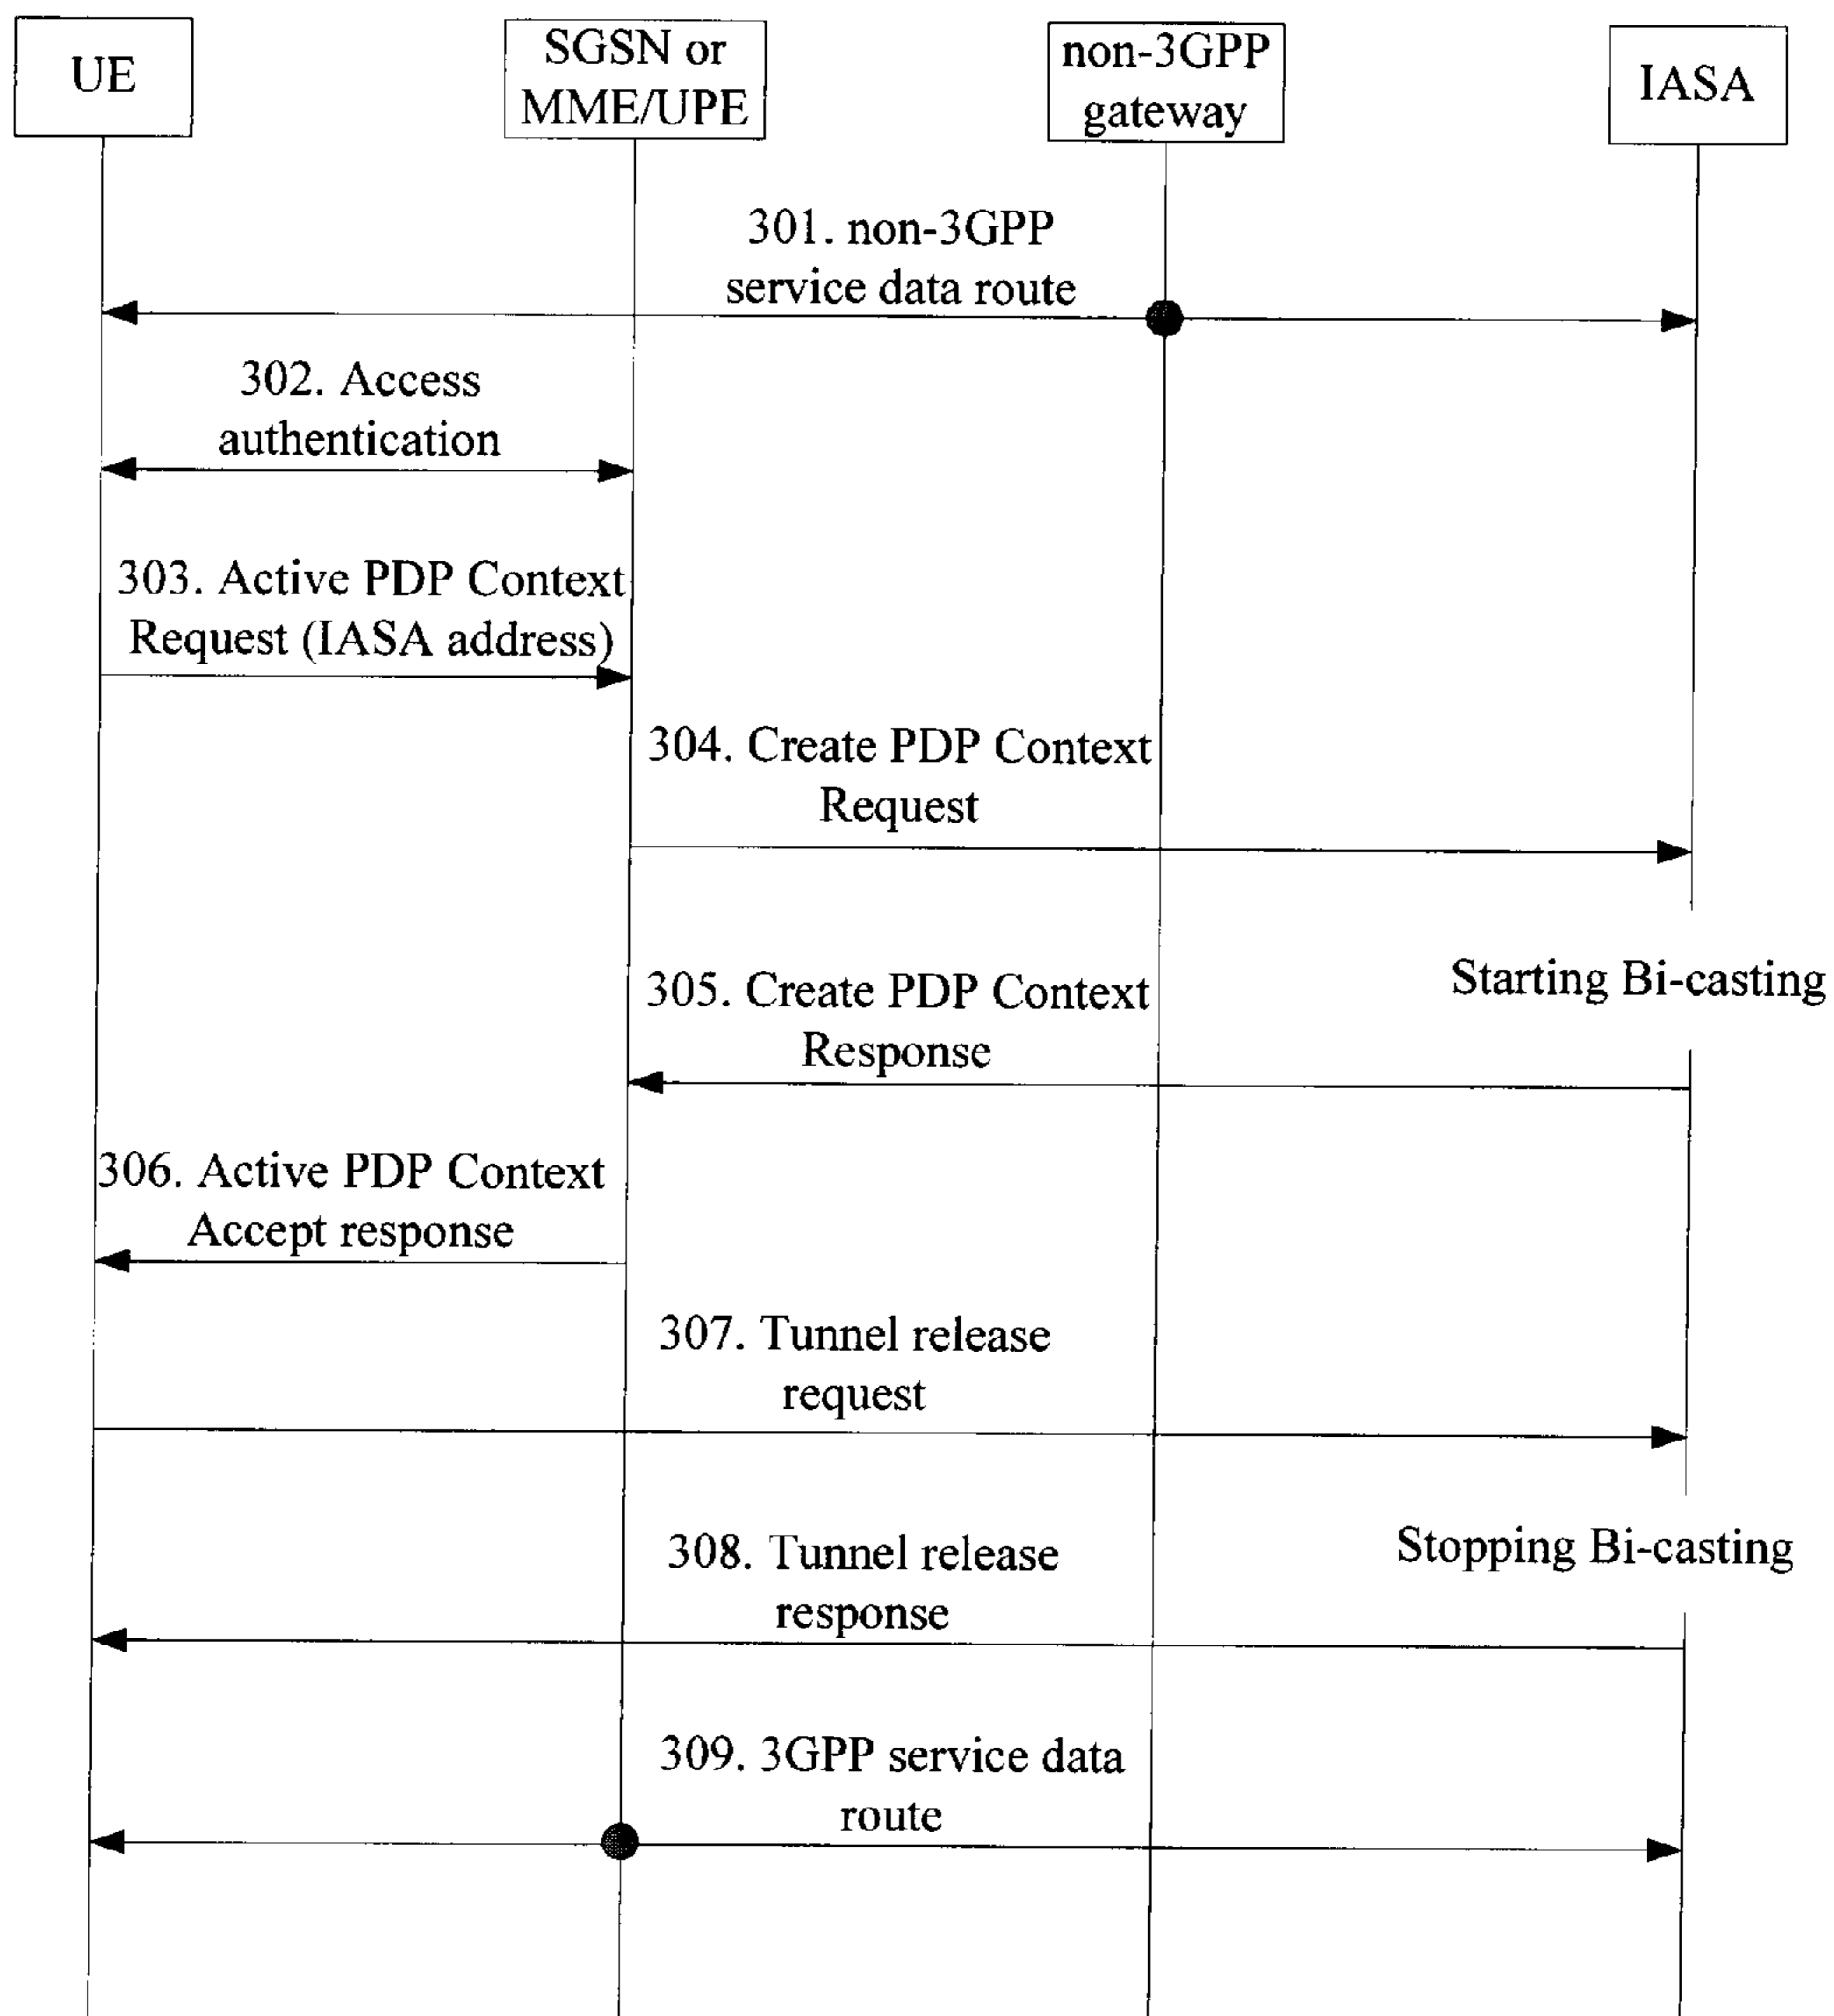 UE
SGSN or
MME/UPE
non-3GPP
gateway
IASA
301. non-3GPP
service data route
302. Access
authentication
303. Active PDP Context
Request (IASA address)
304. Create PDP Context
Request
Starting Bi-casting
305. Create PDP Context
Response
306. Active PDP Context
Accept response
307. Tunnel release
request
Stopping Bi-casting
308. Tunnel release
response
309. 3GPP service data
route